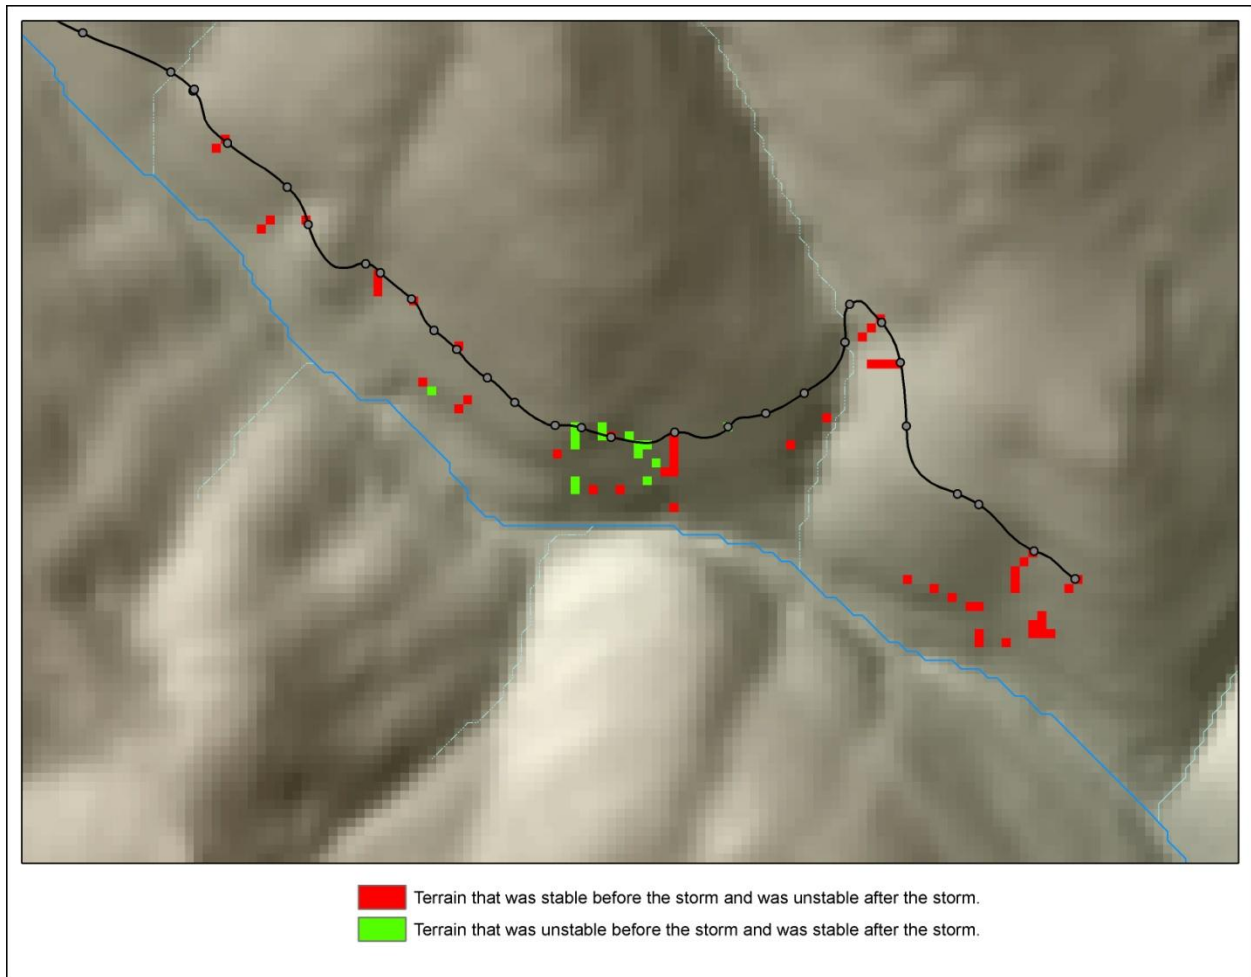 Terrain that was stable before the storm and was unstable after the storm.
Terrain that was unstable before the storm and was stable after the storm.